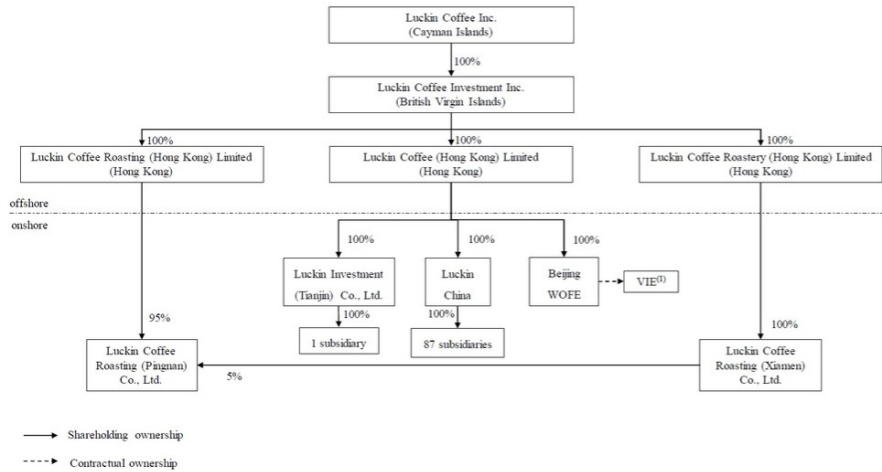 Luckin Coffee Inc.
(Cayman Islands)
100%
Luckin Coffee Investment Inc.
(British Virgin Islands)
100%
100%
100%
Luckin Coffee Roasting (Hong Kong) Limited
(Hong Kong)
Luckin Coffee (Hong Kong) Limited
(Hong Kong)
Luckin Coffee Roastery (Hong Kong) Limited
(Hong Kong)
offshore
onshore
100%
100%
100%
Luckin Investment
(Tianjin) Co., Ltd.
Luckin
China
Beijing
WOFE
VIE(1)
95%
100%
100%
100%
1 subsidiary
87 subsidiaries
Luckin Coffee
Roasting (Pingnan)
Co., Ltd.
5%
Luckin Coffee
Roasting (Xiamen)
Co., Ltd.
Shareholding ownership
Contractual ownership